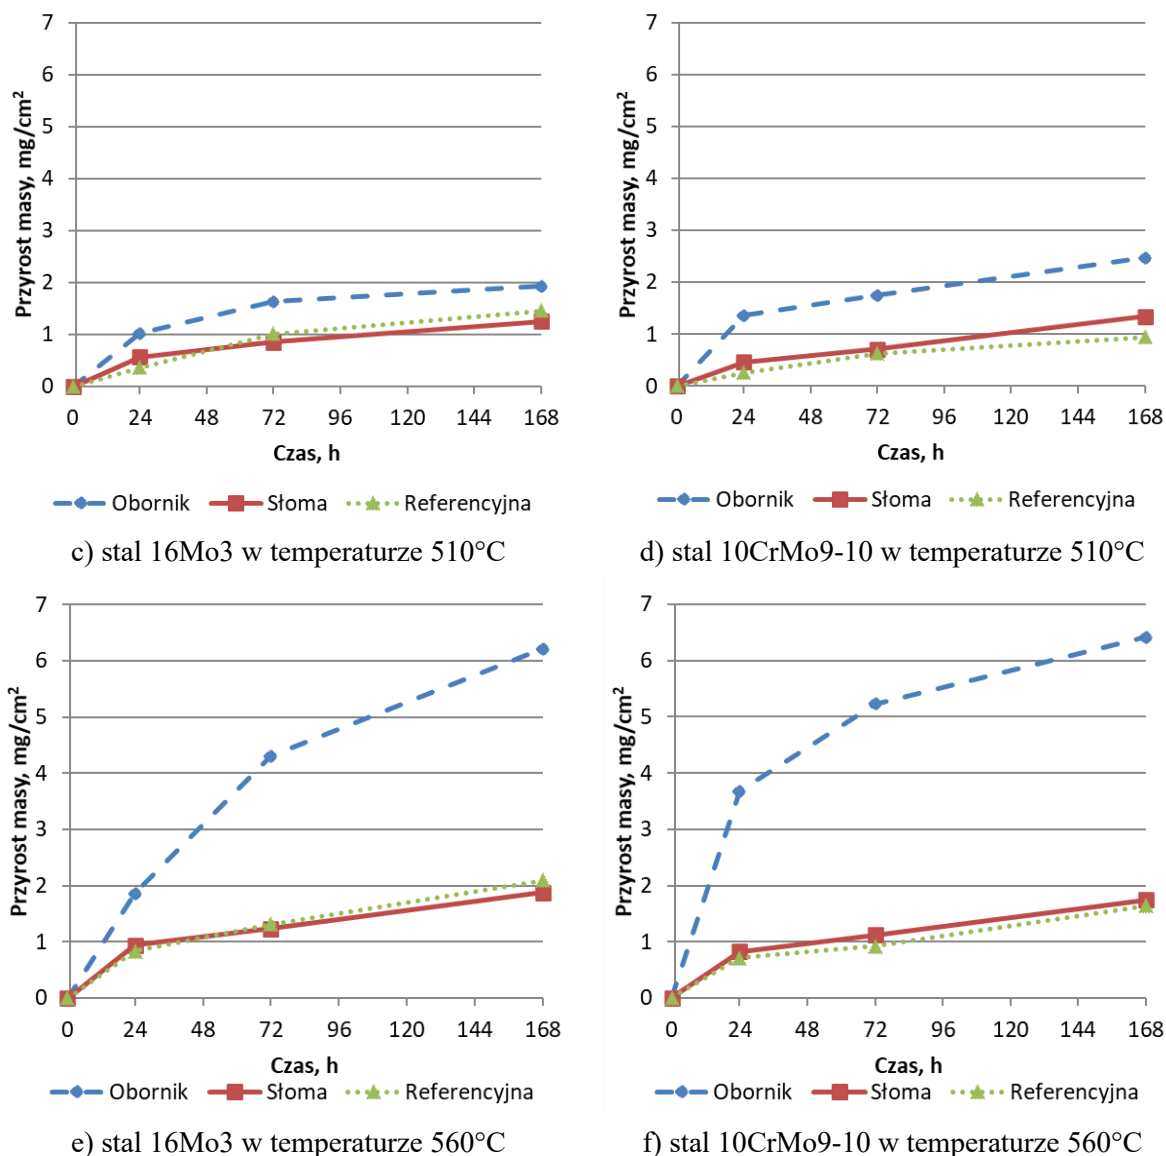 7
6
5
4
3
2
1
0
Przyrost masy, mg/cm²
0 24 48 72 96 120 144 168
Czas, h
Obornik Słoma Referencyjna
c) stal 16Mo3 w temperaturze 510°C
7
6
5
4
3
2
1
0
Przyrost masy, mg/cm²
0 24 48 72 96 120 144 168
Czas, h
Obornik Słoma Referencyjna
d) stal 10CrMo9-10 w temperaturze 510°C
7
6
5
4
3
2
1
0
Przyrost masy, mg/cm²
0 24 48 72 96 120 144 168
Czas, h
Obornik Słoma Referencyjna
e) stal 16Mo3 w temperaturze 560°C
7
6
5
4
3
2
1
0
Przyrost masy, mg/cm²
0 24 48 72 96 120 144 168
Czas, h
Obornik Słoma Referencyjna
f) stal 10CrMo9-10 w temperaturze 560°C